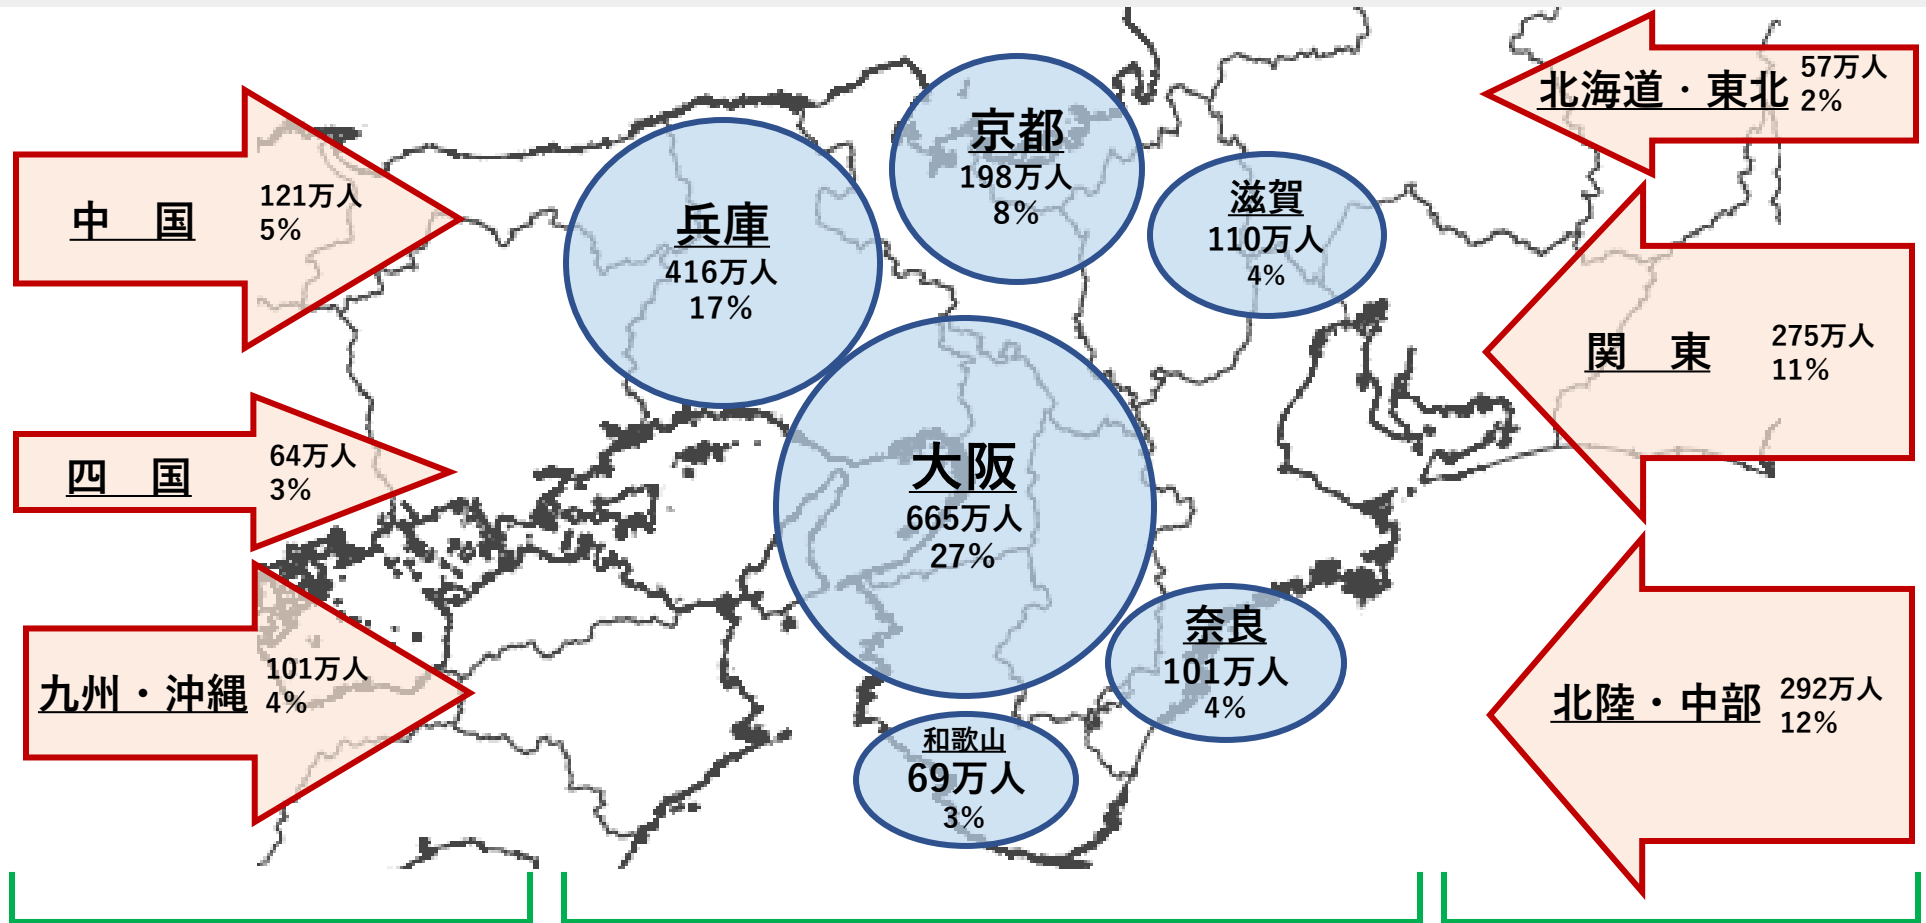 中　国
121万人
5%
四　国
64万人
3%
九州・沖縄
101万人
4%
兵庫
416万人
17%
京都
198万人
8%
滋賀
110万人
4%
大阪
665万人
27%
奈良
101万人
4%
和歌山
69万人
3%
北海道・東北
57万人
2%
関　東
275万人
11%
北陸・中部
292万人
12%